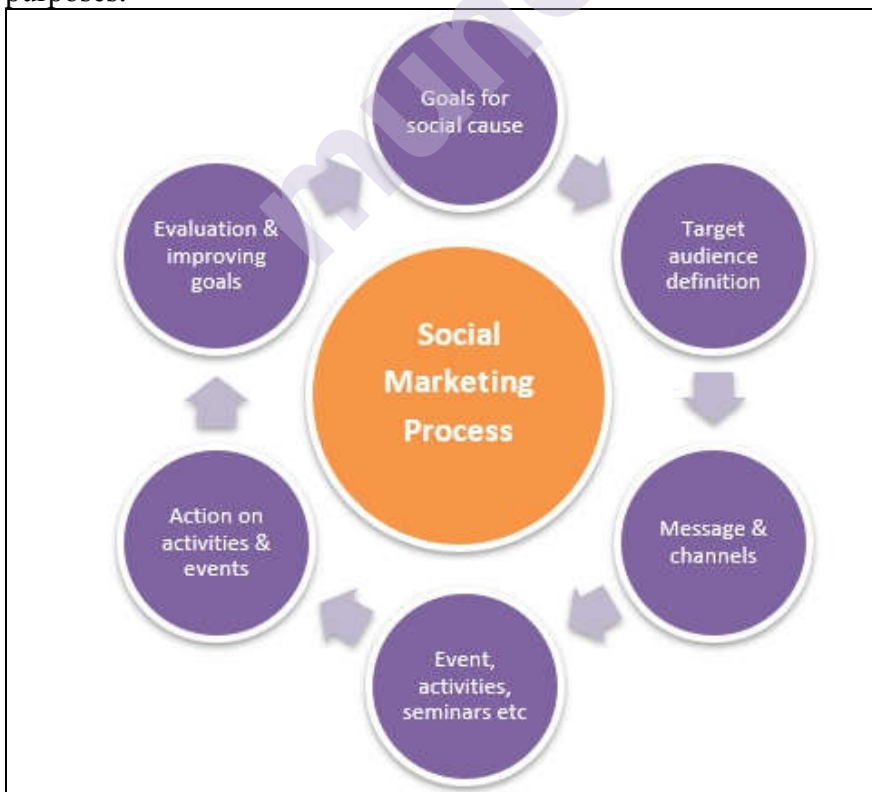 purposes.
Goals for
social cause
Target
audience
definition
Message &
channels
Event,
activities,
seminars etc
Action on
activities &
events
Evaluation &
improving
goals
Social
Marketing
Process